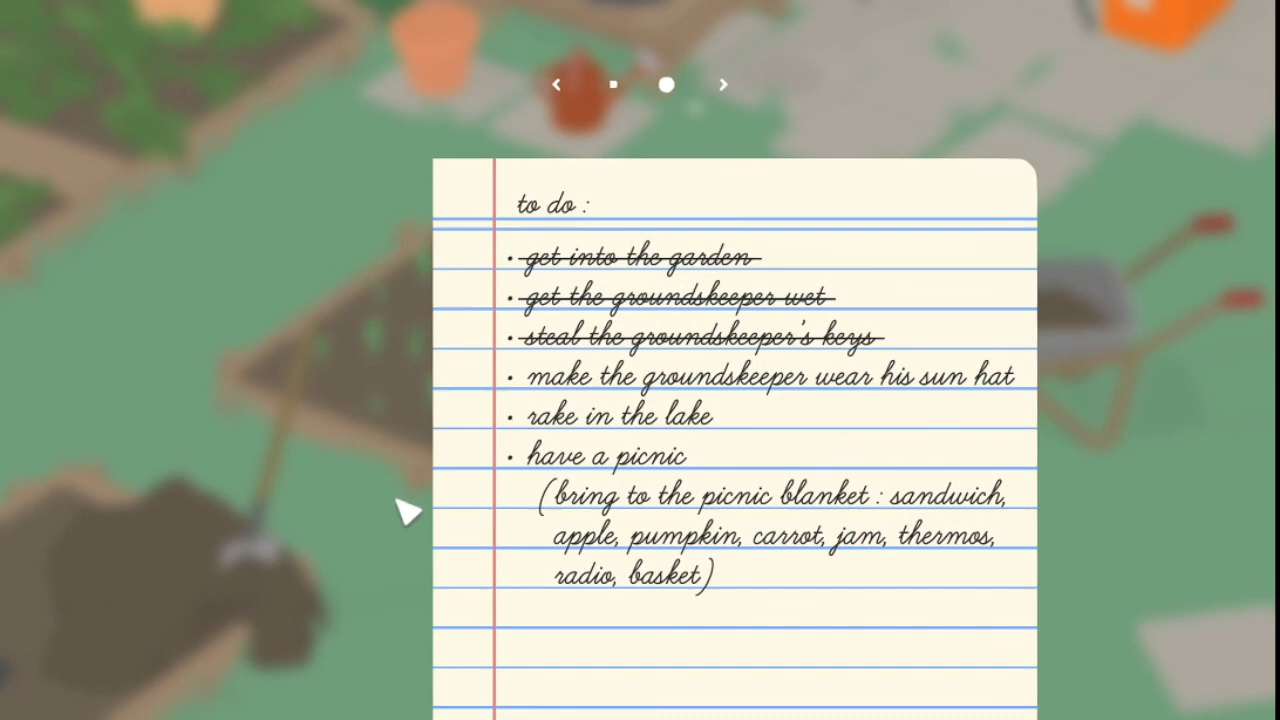 to do :
• get into the garden
• get the groundskeeper wet
• steal the groundskeeper's keys
• make the groundskeeper wear his sun hat
• rake in the lake
• have a picnic
(bring to the picnic blanket : sandwich,
apple, pumpkin, carrot, jam, thermos,
radio, basket)